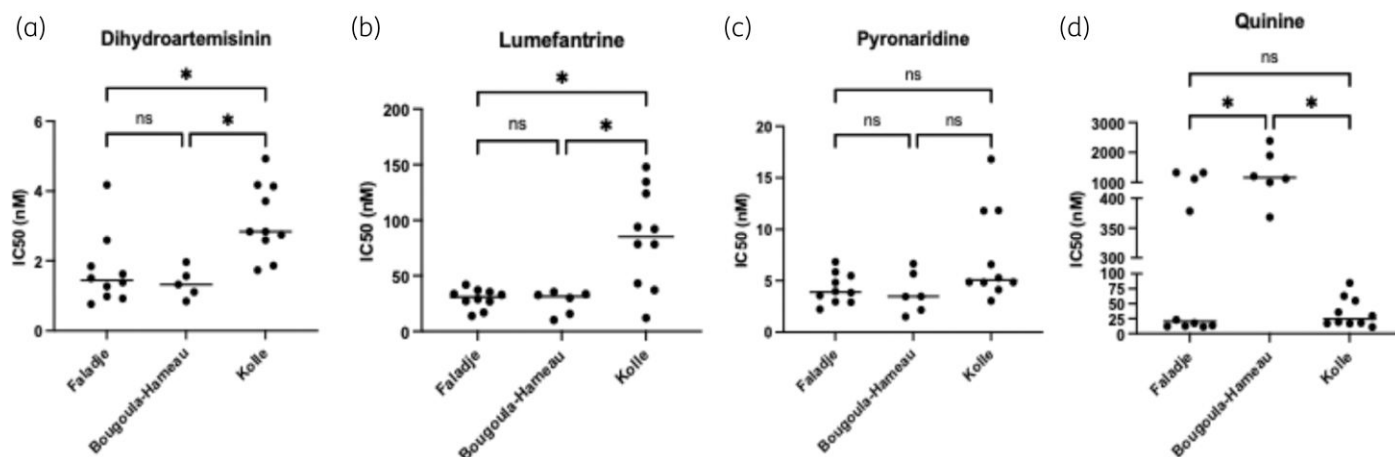 (a)
Dihydroartemisinin
*
ns
*
IC50 (nM)
6
4
2
0
Faladje
Bougoula-Hameau
Kolle
(b)
Lumefantrine
*
ns
*
IC50 (nM)
200
150
100
50
0
Faladje
Bougoula-Hameau
Kolle
(c)
Pyronaridine
ns
ns
ns
IC50 (nM)
20
15
10
5
0
Faladje
Bougoula-Hameau
Kolle
(d)
Quinine
ns
*
*
IC50 (nM)
3000
2000
1000
400
350
300
100
75
50
25
0
Faladje
Bougoula-Hameau
Kolle